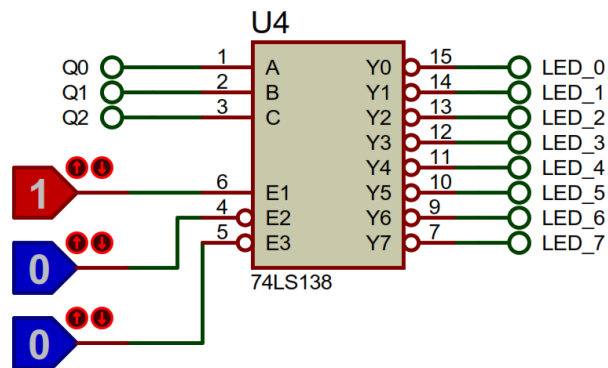 U4
Q0 1 A Y0 15 LED_0
Q1 2 B Y1 14 LED_1
Q2 3 C Y2 13 LED_2
Y3 12 LED_3
Y4 11 LED_4
1 6 E1 Y5 10 LED_5
4 E2 Y6 9 LED_6
0 5 E3 Y7 7 LED_7
74LS138
0